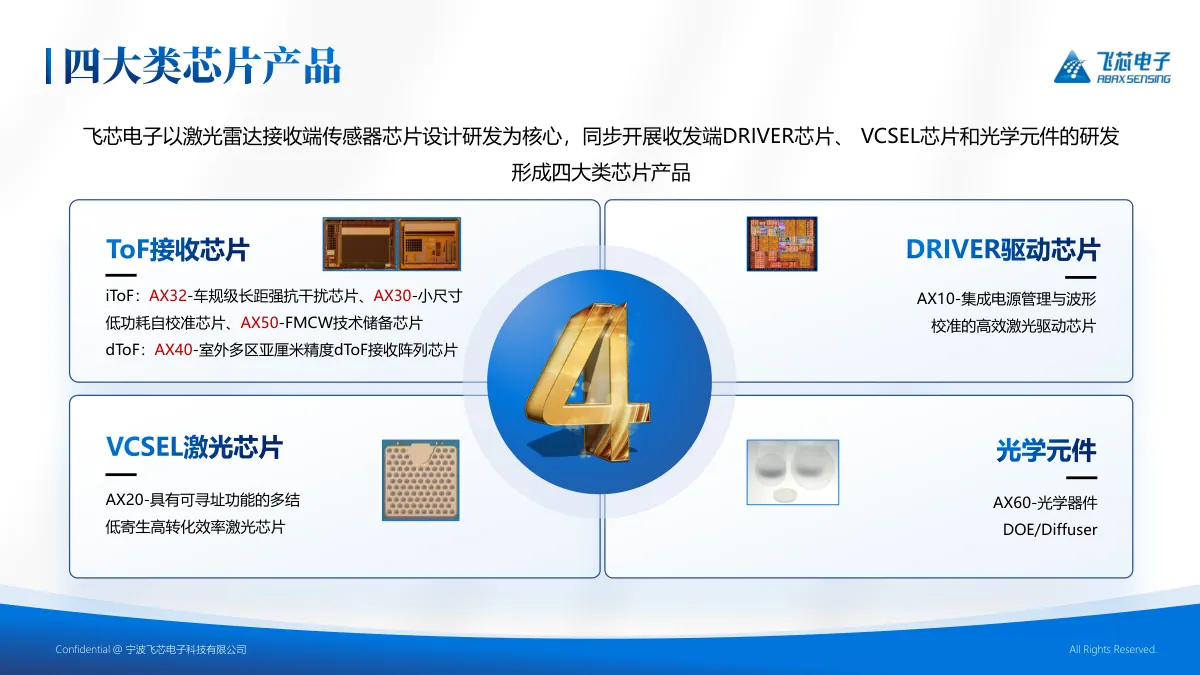 四大类芯片产品
飞芯电子
ABAX SENSING
飞芯电子以激光雷达接收端传感器芯片设计研发为核心，同步开展收发端DRIVER芯片、 VCSEL芯片和光学元件的研发
形成四大类芯片产品
ToF接收芯片
iToF：AX32-车规级长距强抗干扰芯片、AX30-小尺寸
低功耗自校准芯片、AX50-FMCW技术储备芯片
dToF：AX40-室外多区亚厘米精度dToF接收阵列芯片
DRIVER驱动芯片
AX10-集成电源管理与波形
校准的高效激光驱动芯片
4
VCSEL激光芯片
AX20-具有可寻址功能的多结
低寄生高转化效率激光芯片
光学元件
AX60-光学器件
DOE/Diffuser
Confidential @ 宁波飞芯电子科技有限公司
All Rights Reserved.